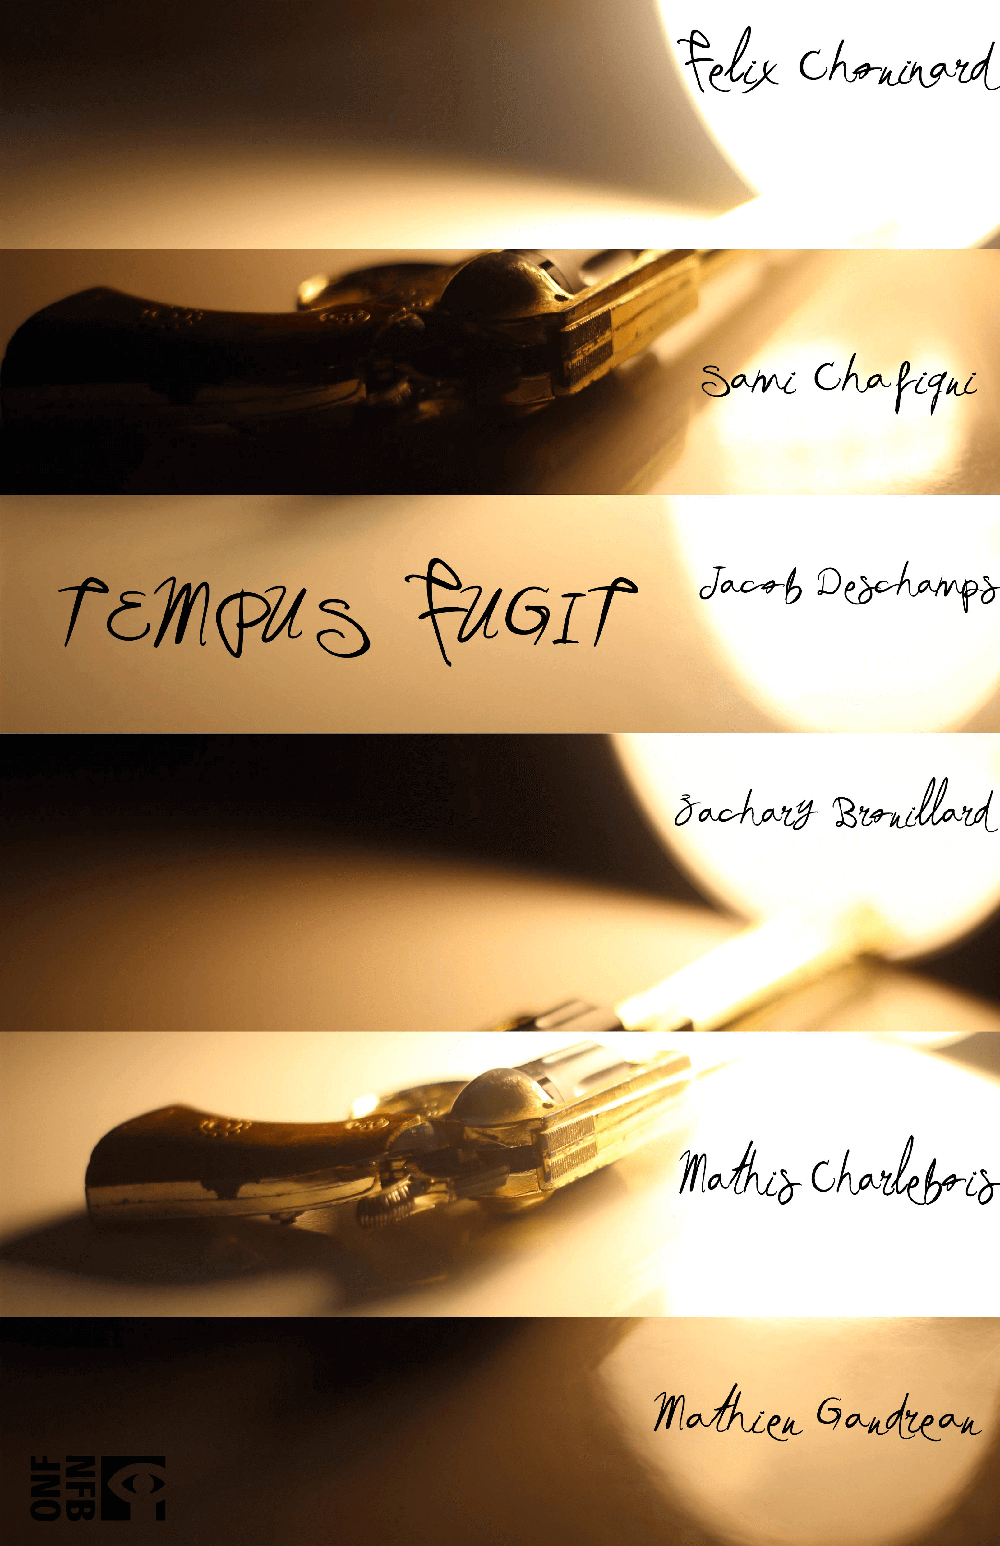 Felix Chouinard
Sami Chafiqui
TEMPUS FUGIT
Jacob Deschamps
Zachary Brouillard
Mathis Charlebois
Mathieu Gaudreau
ONF
NFB